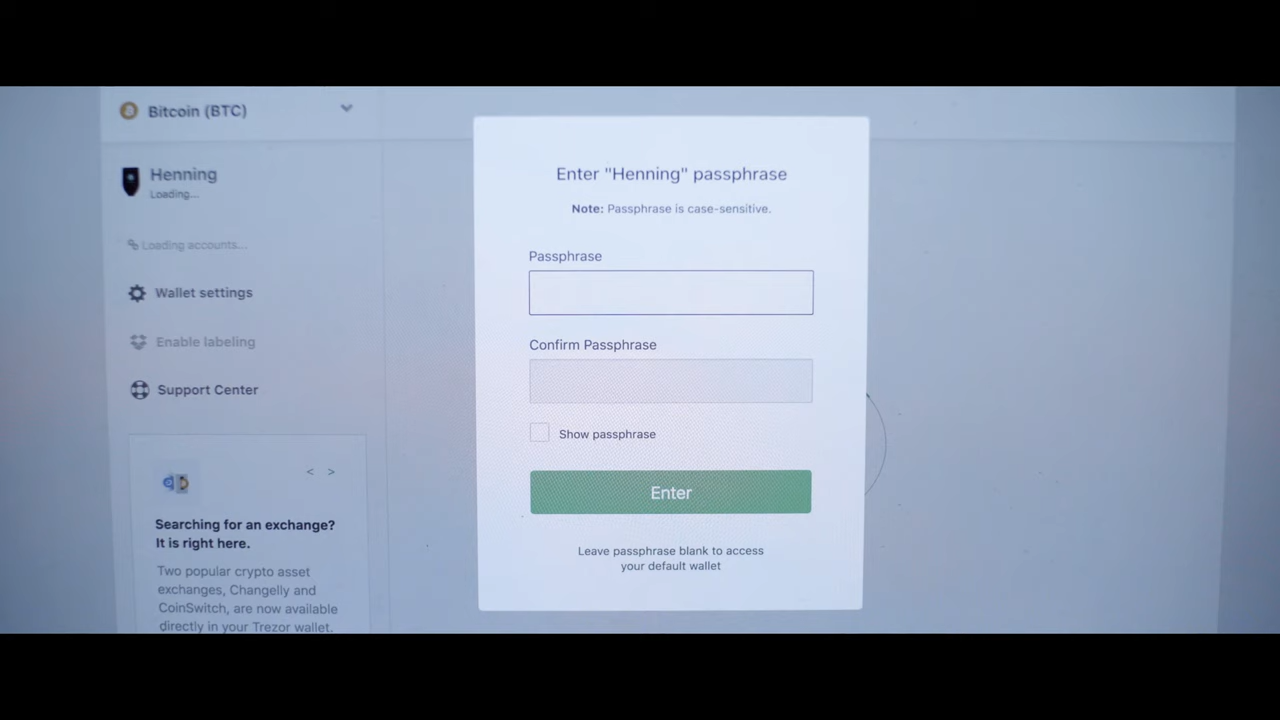 Bitcoin (BTC)
Henning
Loading...
Loading accounts...
Wallet settings
Enable labeling
Support Center
< >
Searching for an exchange?
It is right here.
Two popular crypto asset
exchanges, Changelly and
CoinSwitch, are now available
directly in your Trezor wallet.
Enter "Henning" passphrase
Note: Passphrase is case-sensitive.
Passphrase
Confirm Passphrase
Show passphrase
Enter
Leave passphrase blank to access
your default wallet